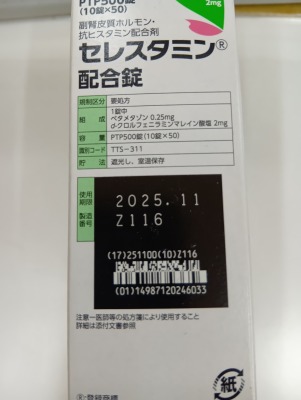 PTP500錠
(10錠×50)
2mg
副腎皮質ホルモン・
抗ヒスタミン配合剤
セレスタミン®
配合錠
規制区分 要処方
組成 1錠中
ベタメタゾン 0.25mg
d-クロルフェニラミンマレイン酸塩 2mg
容量 PTP500錠(10錠×50)
識別コード TTS-311
貯法 遮光し、室温保存
使用
期限 2025.11
製造
番号 Z116
(17)251100(10)Z116
(01)14987120246033
注意-医師等の処方箋により使用すること
詳細は添付文書参照
紙
®:登録商標